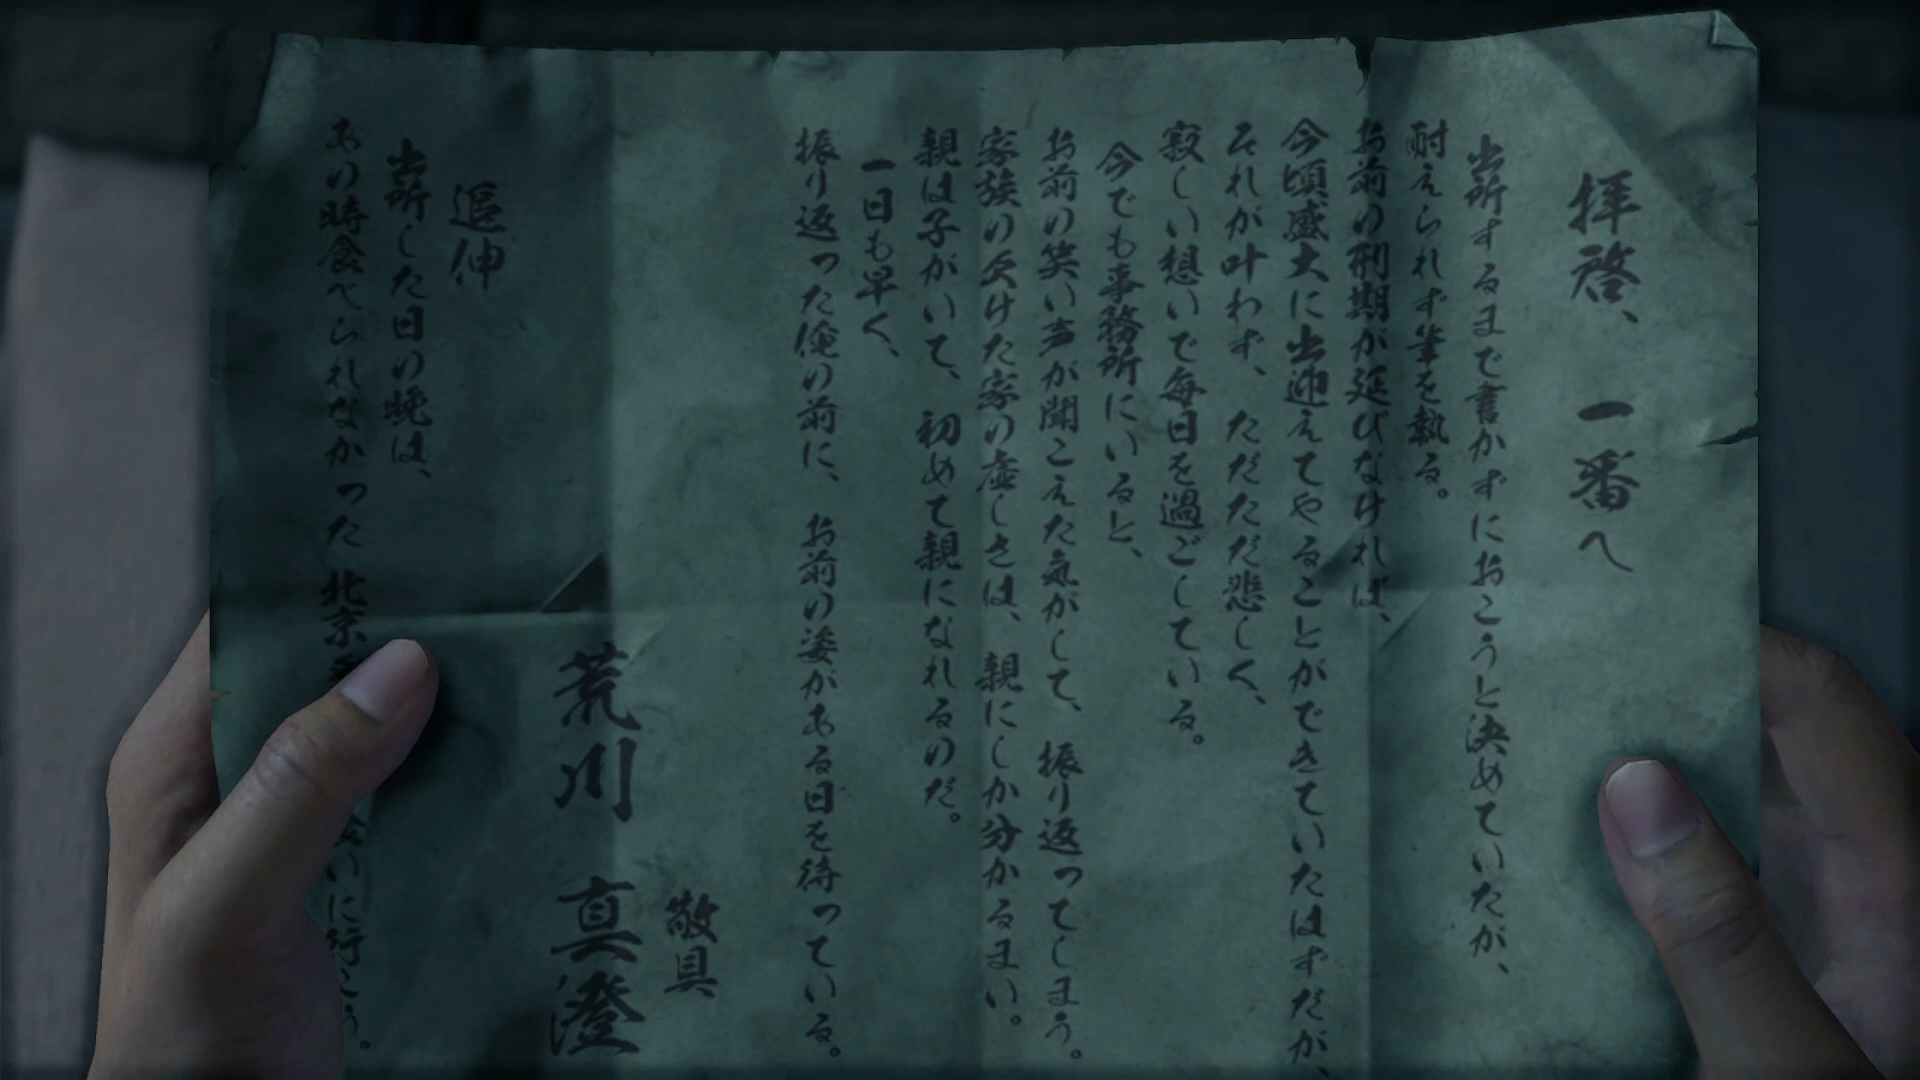 拝啓、一番へ
出所するまで書かずにおこうと決めていたが、
耐えられず筆を執る。
お前の刑期が延びなければ、
今頃盛大に出迎えてやることができていたはずだが、
それが叶わず、ただただ悲しく、
寂しい想いで毎日を過ごしている。
今でも事務所にいると、
お前の笑い声が聞こえた気がして、振り返ってしまう。
家族の欠けた家の虚しさは、親にしか分かるまい。
親は子がいて、初めて親になれるのだ。
一日も早く、
振り返った俺の前に、お前の姿がある日を待っている。
敬具
荒川 真澄
追伸
出所した日の晩は、
あの時食べられなかった北京 いに行こう。